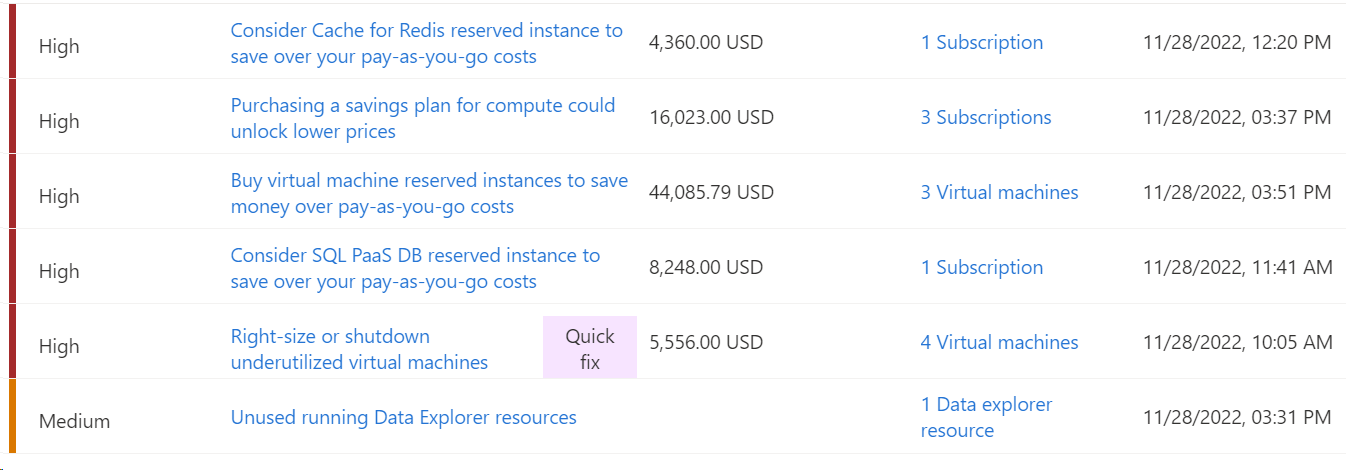 High
Consider Cache for Redis reserved instance to
save over your pay-as-you-go costs
4,360.00 USD
1 Subscription
11/28/2022, 12:20 PM
High
Purchasing a savings plan for compute could
unlock lower prices
16,023.00 USD
3 Subscriptions
11/28/2022, 03:37 PM
High
Buy virtual machine reserved instances to save
money over pay-as-you-go costs
44,085.79 USD
3 Virtual machines
11/28/2022, 03:51 PM
High
Consider SQL PaaS DB reserved instance to
save over your pay-as-you-go costs
8,248.00 USD
1 Subscription
11/28/2022, 11:41 AM
High
Right-size or shutdown
underutilized virtual machines
Quick
fix
5,556.00 USD
4 Virtual machines
11/28/2022, 10:05 AM
Medium
Unused running Data Explorer resources
1 Data explorer
resource
11/28/2022, 03:31 PM